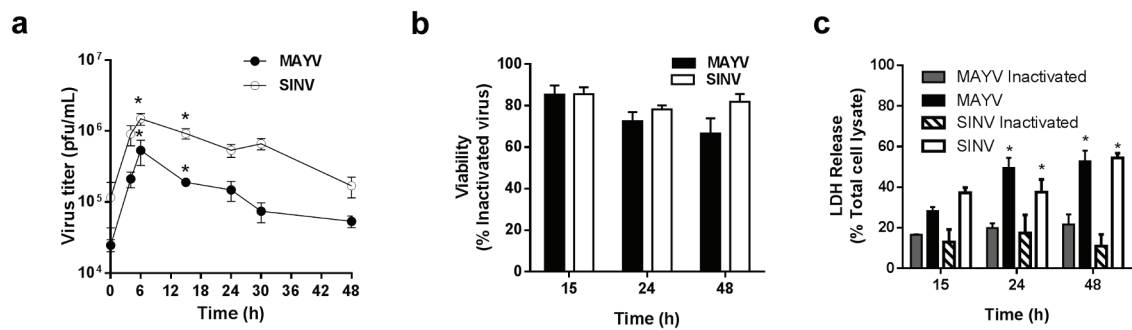 a
Virus titer (pfu/mL)
10⁷
10⁶
10⁵
10⁴
MAYV
SINV
*
*
*
*
0 6 12 18 24 30 36 42 48
Time (h)
b
Viability
(% Inactivated virus)
100
80
60
40
20
0
MAYV
SINV
15 24 48
Time (h)
c
LDH Release
(% Total cell lysate)
100
80
60
40
20
0
MAYV Inactivated
MAYV
SINV Inactivated
SINV
* * * *
15 24 48
Time (h)